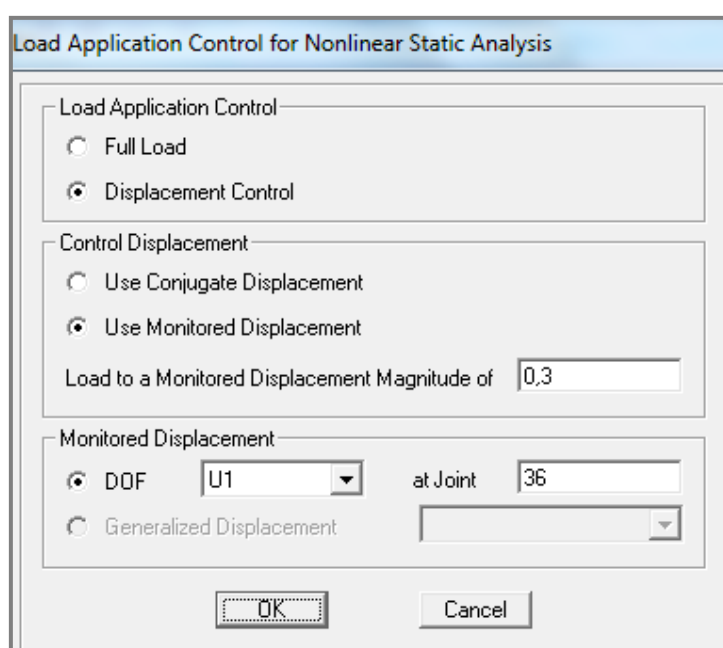 Load Application Control for Nonlinear Static Analysis
Load Application Control
Full Load
Displacement Control
Control Displacement
Use Conjugate Displacement
Use Monitored Displacement
Load to a Monitored Displacement Magnitude of 0,3
Monitored Displacement
DOF U1 at Joint 36
Generalized Displacement
OK Cancel